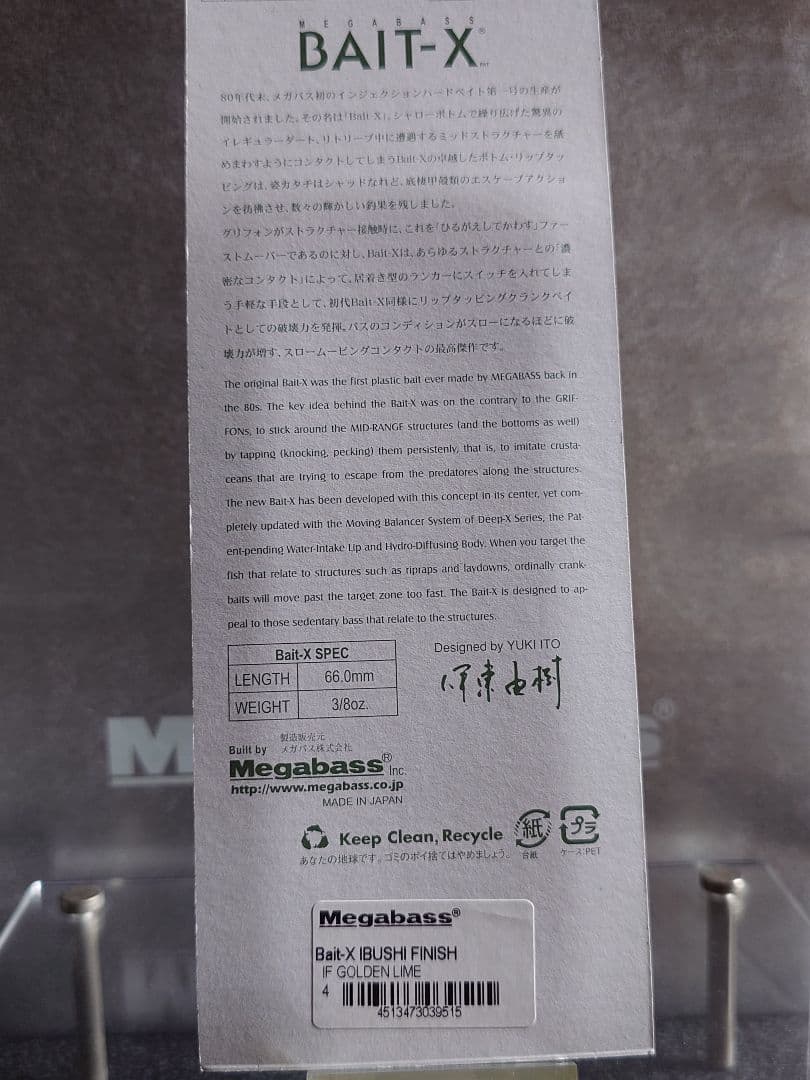 MEGABASS
BAIT-X®
PAT.
80年代末、メガバス初のインジェクションハードベイト第一号の生産が
開始されました。その名は「Bait-X」。シャローボトムで繰り広げた驚異の
イレギュラーダート、リトリーブ中に遭遇するミッドストラクチャーを舐
めまわすようにコンタクトしてしまうBait-Xの卓越したボトム・リップタッ
ピングは、姿カタチはシャッドなれど、底棲甲殻類のエスケープアクショ
ンを彷彿させ、数々の輝かしい釣果を残しました。
グリフォンがストラクチャー接触時に、これを「ひるがえしてかわす」ファー
ストムーバーであるのに対し、Bait-Xは、あらゆるストラクチャーとの「濃
密なコンタクト」によって、居着き型のランカーにスイッチを入れてしま
う手軽な手段として、初代Bait-X同様にリップタッピングクランクベイ
トとしての破壊力を発揮。バスのコンディションがスローになるほどに破
壊力が増す、スロームービングコンタクトの最高傑作です。
The original Bait-X was the first plastic bait ever made by MEGABASS back in
the 80s. The key idea behind the Bait-X was on the contrary to the GRIF-
FONs, to stick around the MID-RANGE structures (and the bottoms as well)
by tapping (knocking, pecking) them persistenly, that is, to imitate crusta-
ceans that are trying to escape from the predatores along the structures.
The new Bait-X has been developed with this concept in its center, yet com-
pletely updated with the Moving Balancer System of Deep-X Series, the Pat-
ent-pending Water-Intake Lip and Hydro-Diffusing Body. When you target the
fish that relate to structures such as ripraps and laydowns, ordinally crank-
baits will move past the target zone too fast. The Bait-X is designed to ap-
peal to those sedentary bass that relate to the structures.
Bait-X SPEC
LENGTH 66.0mm
WEIGHT 3/8oz.
Designed by YUKI ITO
伊東由樹
製造販売元
Built by メガバス株式会社
Megabass® Inc.
http://www.megabass.co.jp
MADE IN JAPAN
Keep Clean, Recycle
あなたの地球です。ゴミのポイ捨てはやめましょう。
紙
台紙
プラ
ケース:PET
Megabass®
Bait-X IBUSHI FINISH
IF GOLDEN LIME
4
4513473039515